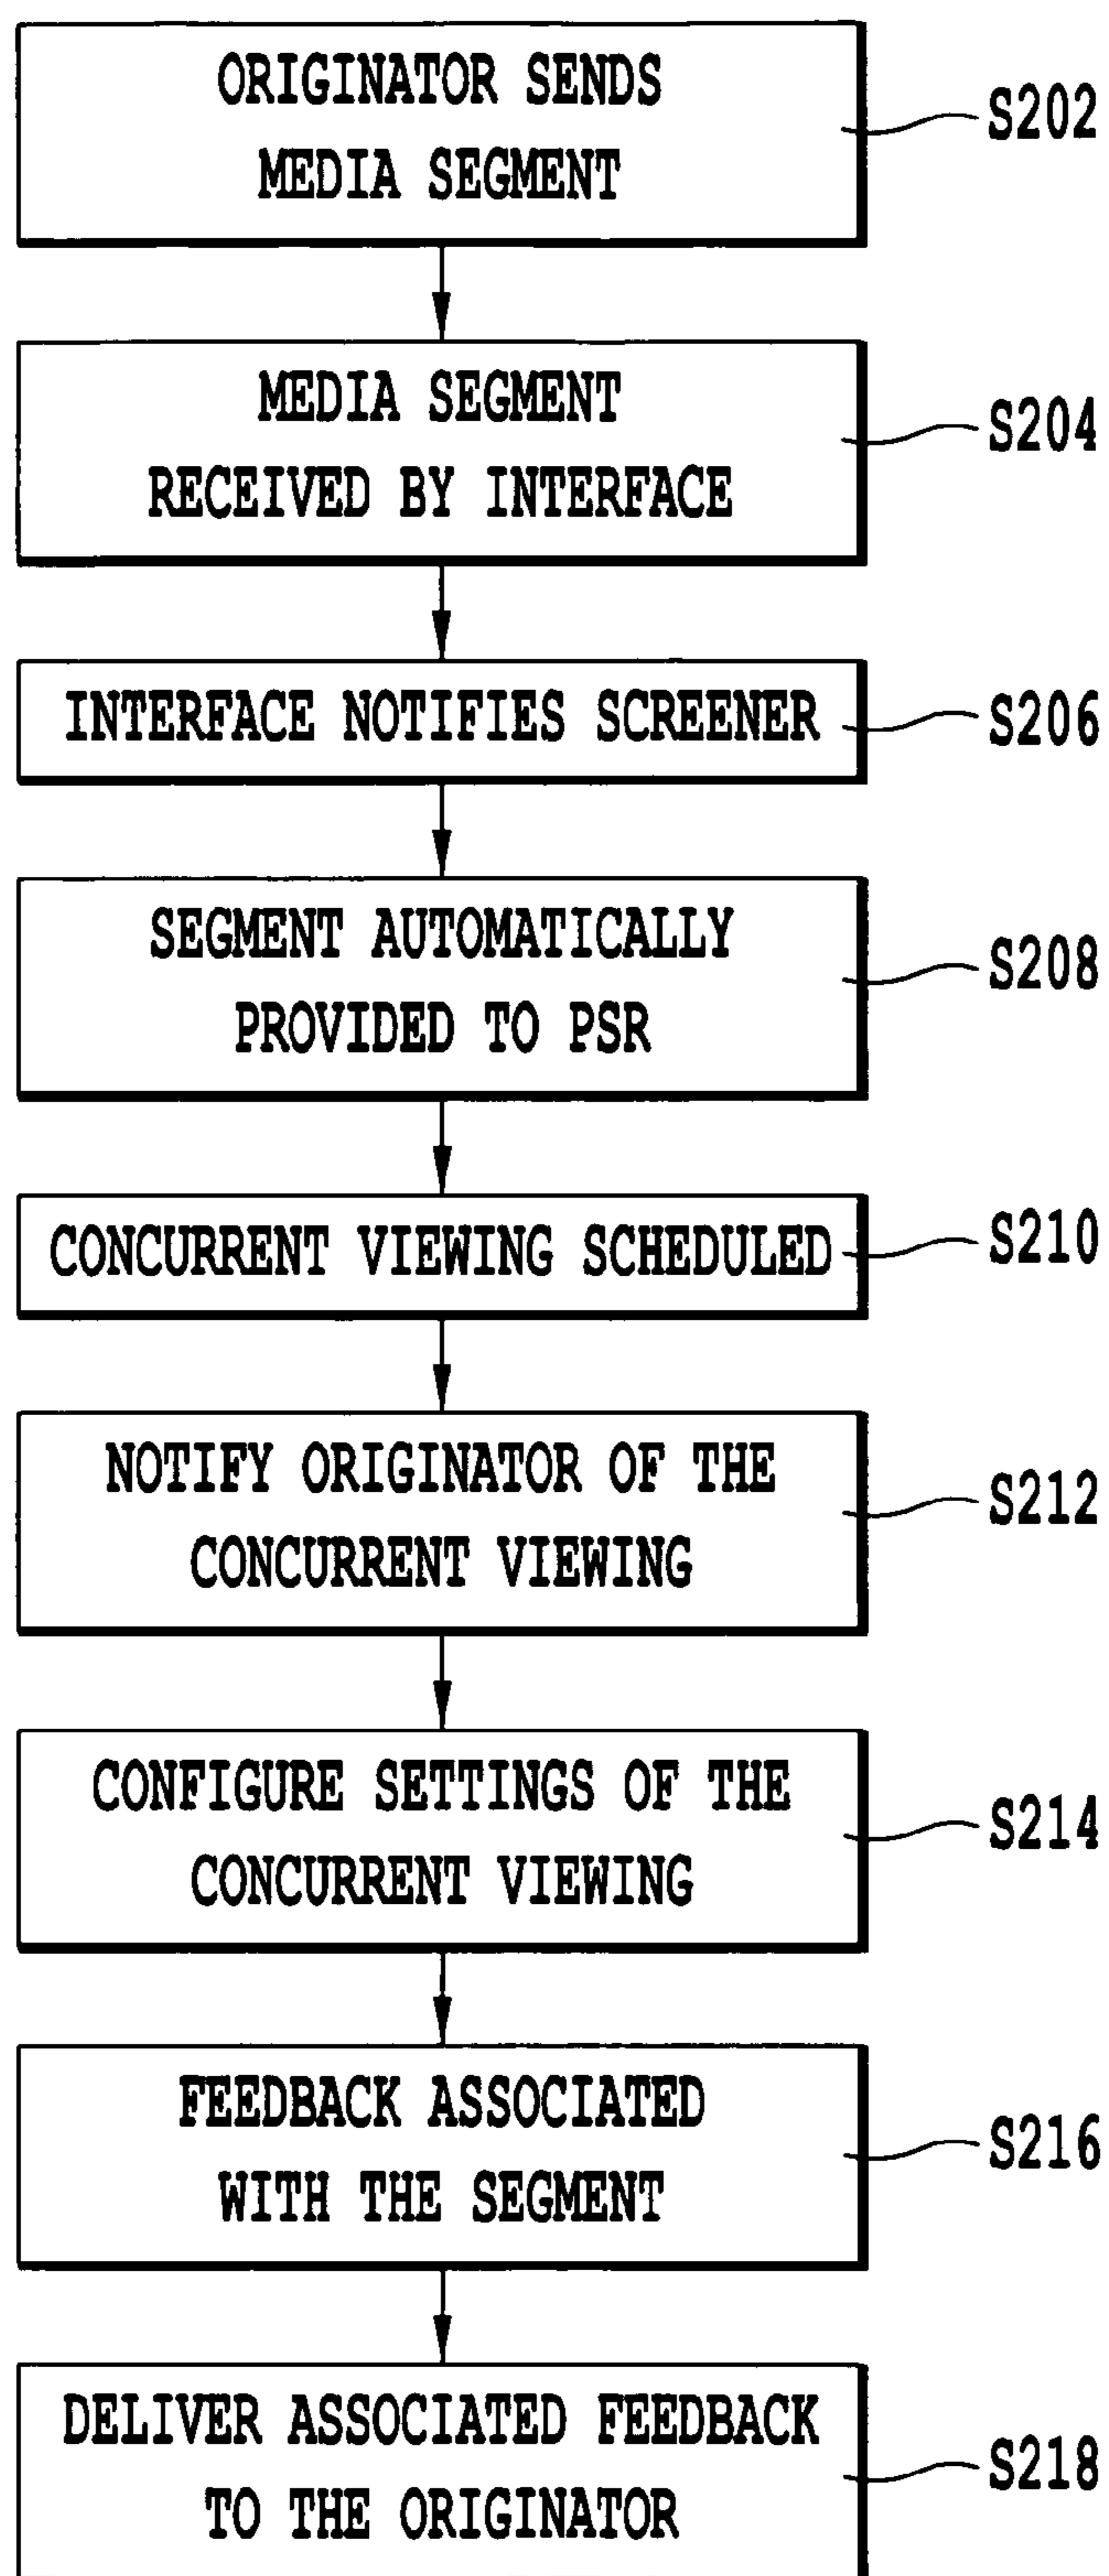 ORIGINATOR SENDS
MEDIA SEGMENT
S202
MEDIA SEGMENT
RECEIVED BY INTERFACE
S204
INTERFACE NOTIFIES SCREENER
S206
SEGMENT AUTOMATICALLY
PROVIDED TO PSR
S208
CONCURRENT VIEWING SCHEDULED
S210
NOTIFY ORIGINATOR OF THE
CONCURRENT VIEWING
S212
CONFIGURE SETTINGS OF THE
CONCURRENT VIEWING
S214
FEEDBACK ASSOCIATED
WITH THE SEGMENT
S216
DELIVER ASSOCIATED FEEDBACK
TO THE ORIGINATOR
S218